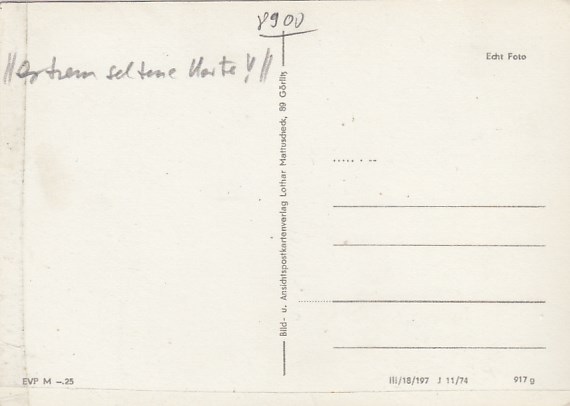 8900
!! extrem seltene Karte !!
Echt Foto
Bild- u. Ansichtspostkartenverlag Lothar Mattuscheck, 89 Görlitz
EVP M –.25
III/18/197 J 11/74 917 g